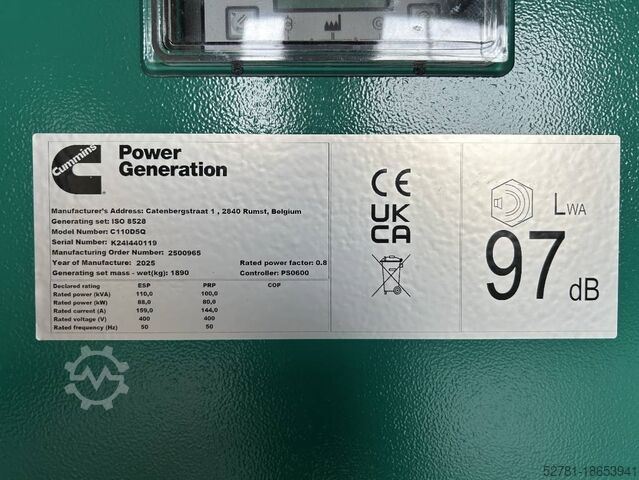 Cummins
Power
Generation
Manufacturer's Address: Catenbergstraat 1 , 2840 Rumst, Belgium
Generating set: ISO 8528
Model Number: C110D5Q
Serial Number: K24I440119
Manufacturing Order Number: 2500965
Year of Manufacture: 2025 Rated power factor: 0.8
Generating set mass - wet(kg): 1890 Controller: PS0600
Declared rating ESP PRP COP
Rated power (kVA) 110,0 100,0
Rated power (kW) 88,0 80,0
Rated current (A) 159,0 144,0
Rated voltage (V) 400 400
Rated frequency (Hz) 50 50
CE
UK
CA
LWA
97 dB
52781-18653941